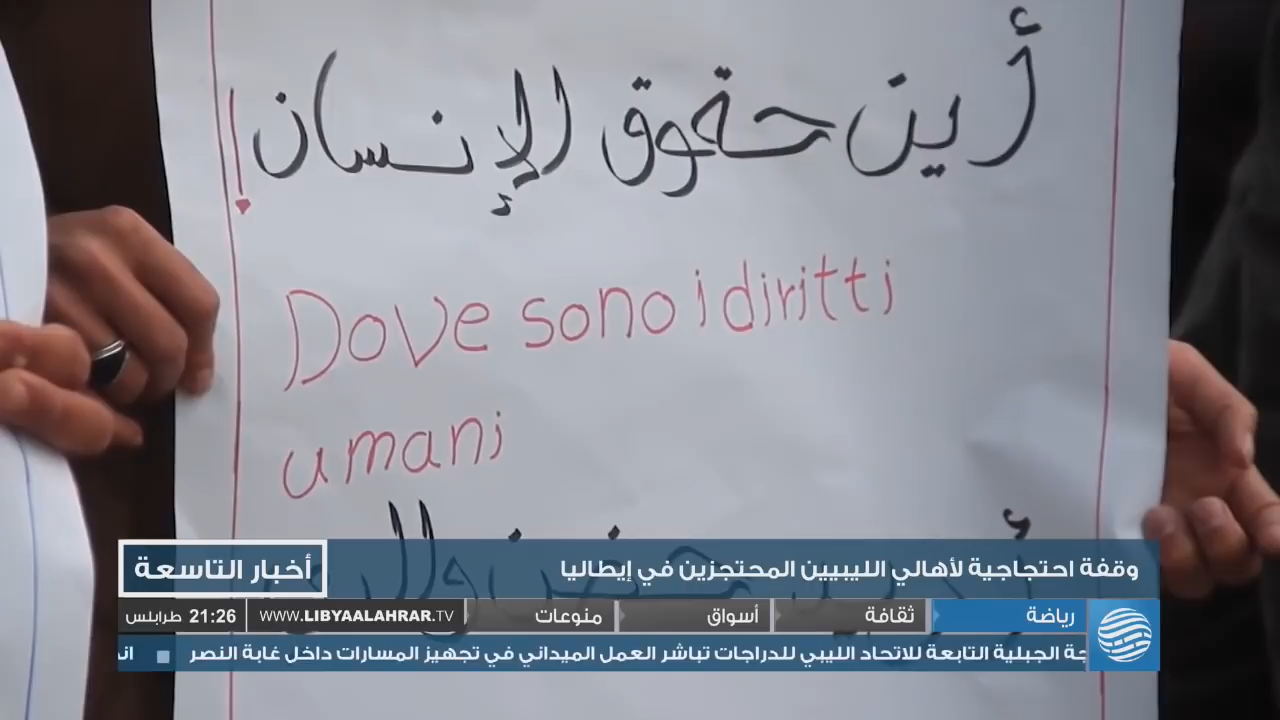 أين حقوق الإنسان!
Dove sono i diritti
umani
وقفة احتجاجية لأهالي الليبيين المحتجزين في إيطاليا
أخبار التاسعة
رياضة
ثقافة
أسواق
منوعات
WWW.LIBYAALAHRAR.TV
21:26 طرابلس
الجبلية التابعة للاتحاد الليبي للدراجات تباشر العمل الميداني في تجهيز المسارات داخل غابة النصر